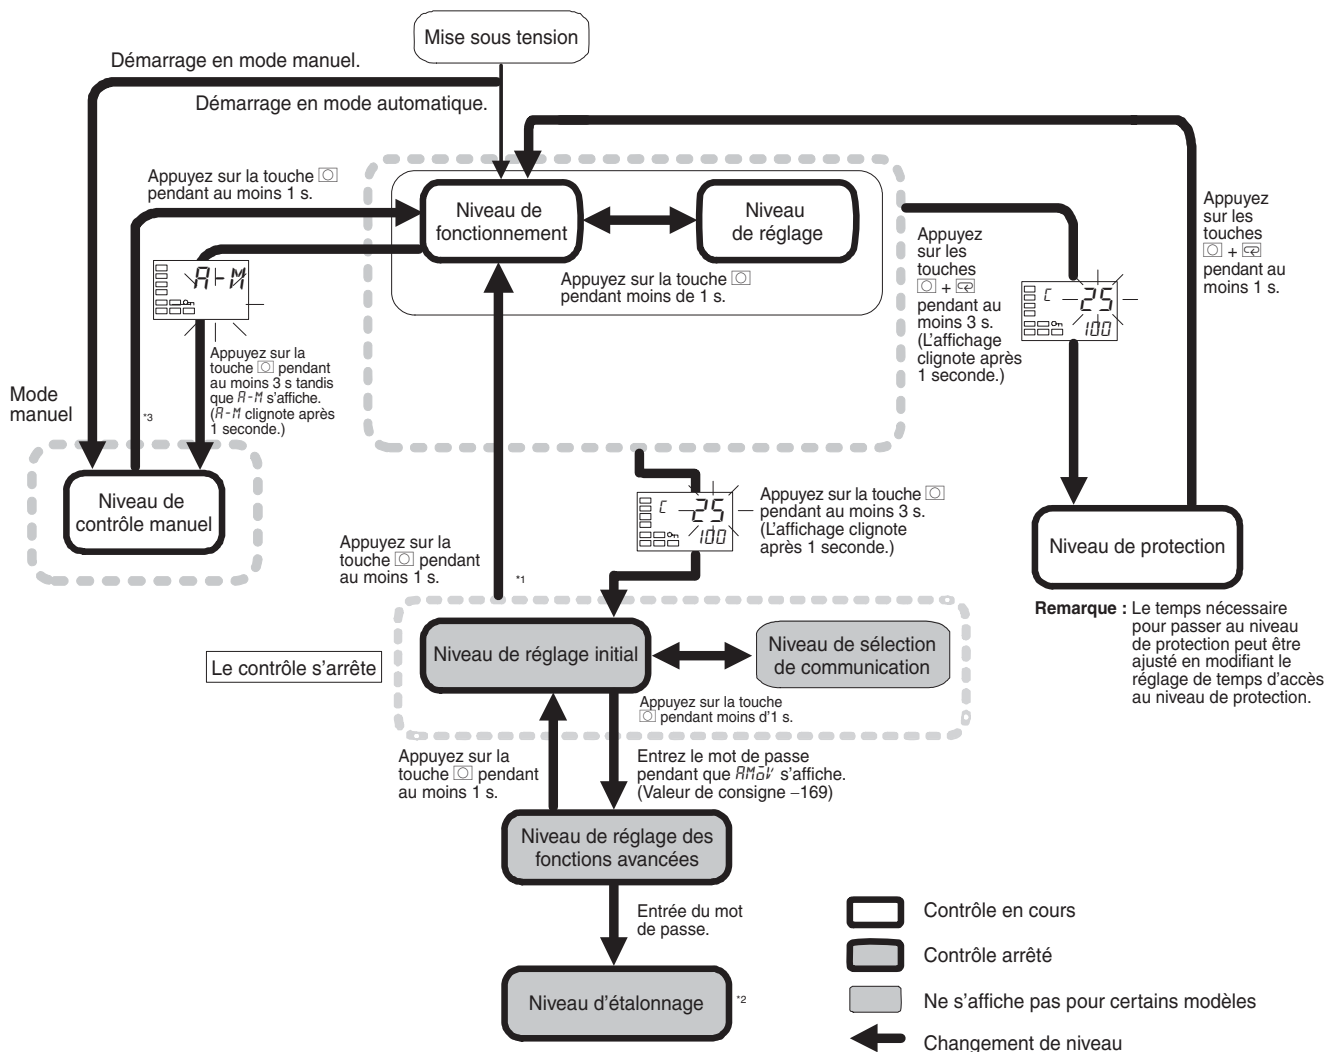 Mise sous tension
Démarrage en mode manuel.
Démarrage en mode automatique.
Appuyez sur la touche
pendant au moins 1 s.
Niveau de
fonctionnement
Niveau
de réglage
Appuyez sur la touche
pendant moins de 1 s.
A-M
Appuyez sur la
touche pendant
au moins 3 s tandis
que A-M s'affiche.
(A-M clignote après
1 seconde.)
Mode
manuel
*3
Niveau de
contrôle manuel
Appuyez
sur les
touches
+
pendant au
moins 3 s.
(L'affichage
clignote après
1 seconde.)
C 25
100
Appuyez
sur les
touches
+
pendant au
moins 1 s.
Niveau de protection
Remarque : Le temps nécessaire
pour passer au niveau
de protection peut être
ajusté en modifiant le
réglage de temps d'accès
au niveau de protection.
C 25
100
Appuyez sur la touche
pendant au moins 3 s.
(L'affichage clignote
après 1 seconde.)
Appuyez sur la
touche pendant
au moins 1 s.
*1
Le contrôle s'arrête
Niveau de réglage initial
Niveau de sélection
de communication
Appuyez sur la touche
pendant moins d'1 s.
Appuyez sur la
touche pendant
au moins 1 s.
Entrez le mot de passe
pendant que AMoV s'affiche.
(Valeur de consigne –169)
Niveau de réglage des
fonctions avancées
Entrée du mot
de passe.
Niveau d'étalonnage
*2
Contrôle en cours
Contrôle arrêté
Ne s'affiche pas pour certains modèles
Changement de niveau